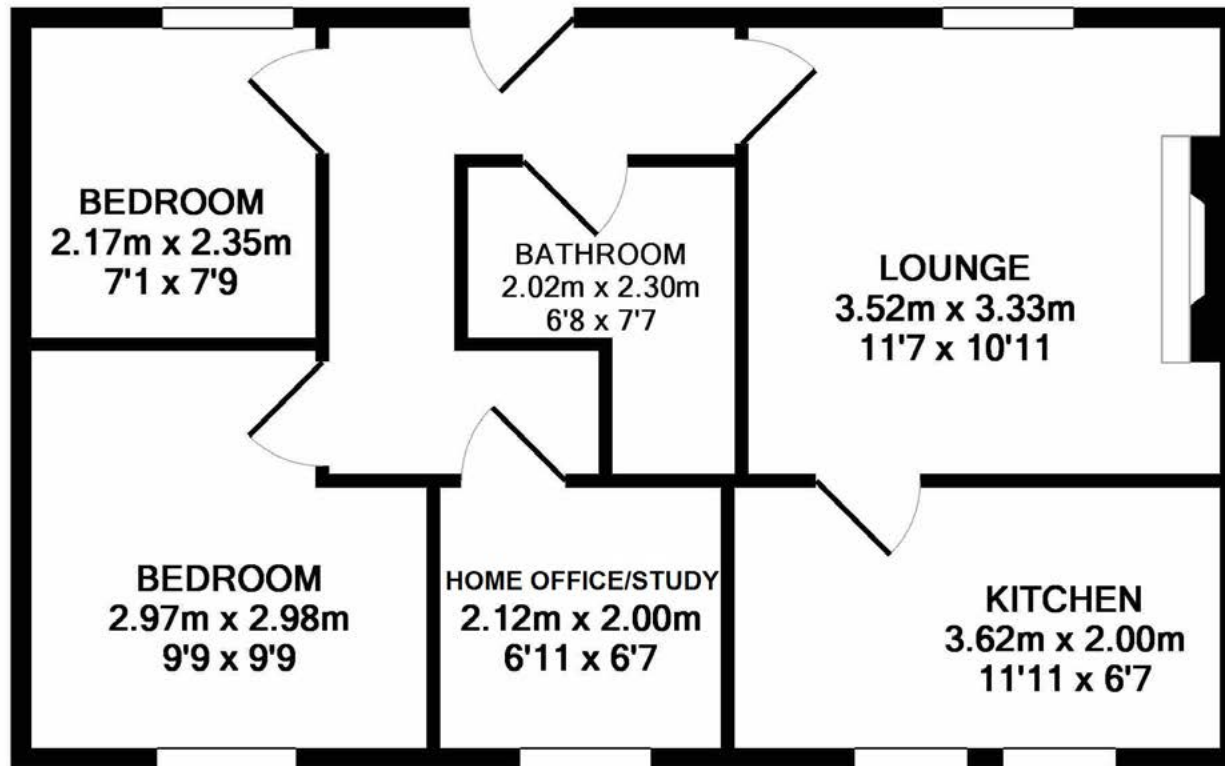 BEDROOM
2.17m x 2.35m
7'1 x 7'9
BATHROOM
2.02m x 2.30m
6'8 x 7'7
LOUNGE
3.52m x 3.33m
11'7 x 10'11
BEDROOM
2.97m x 2.98m
9'9 x 9'9
HOME OFFICE/STUDY
2.12m x 2.00m
6'11 x 6'7
KITCHEN
3.62m x 2.00m
11'11 x 6'7